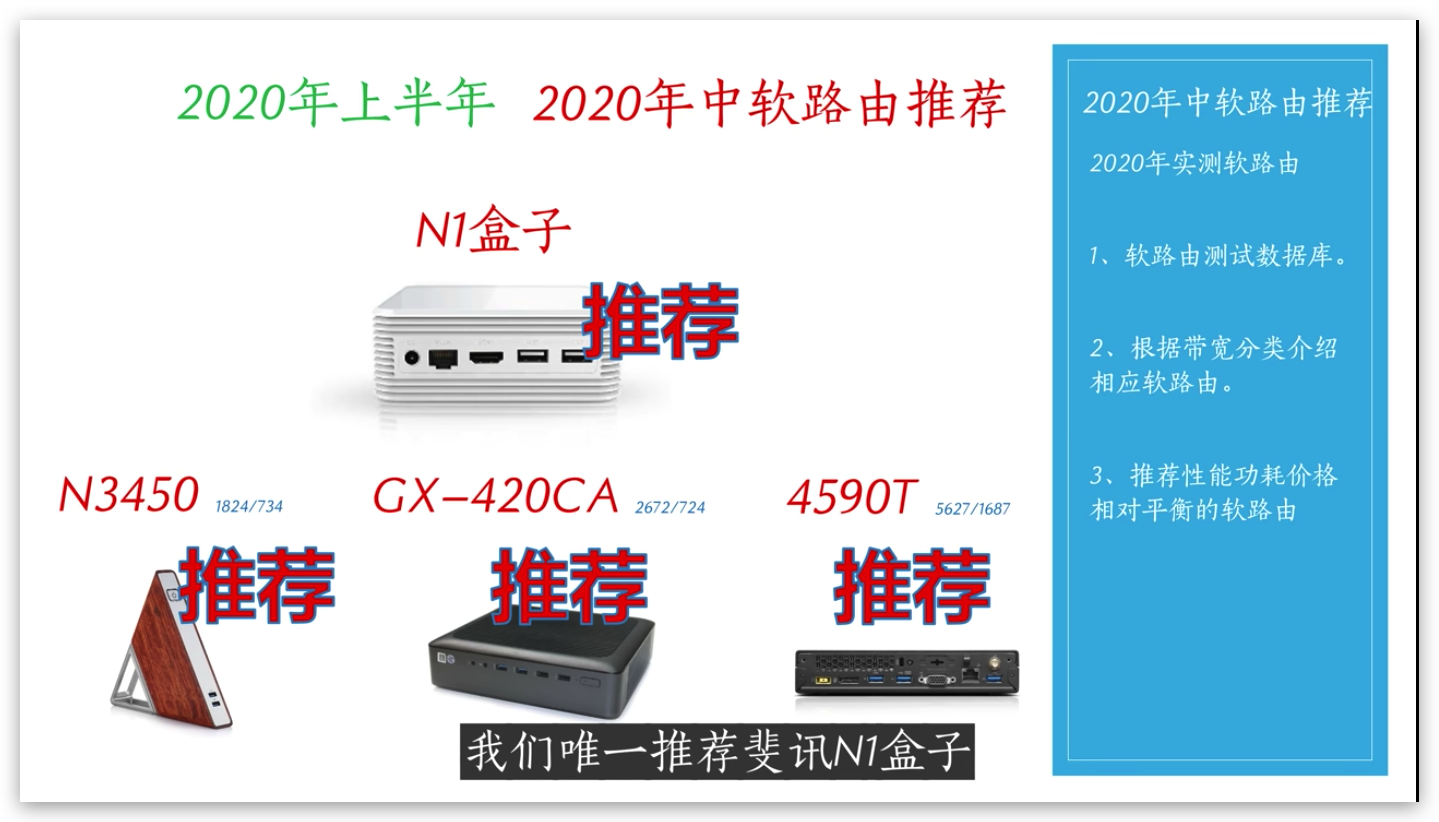 2020年上半年 2020年中软路由推荐
N1盒子
推荐
N3450 1824/734
GX-420CA 2672/724
4590T 5627/1687
推荐
推荐
推荐
我们唯一推荐斐讯N1盒子
2020年中软路由推荐
2020年实测软路由
1、软路由测试数据库。
2、根据带宽分类介绍
相应软路由。
3、推荐性能功耗价格
相对平衡的软路由